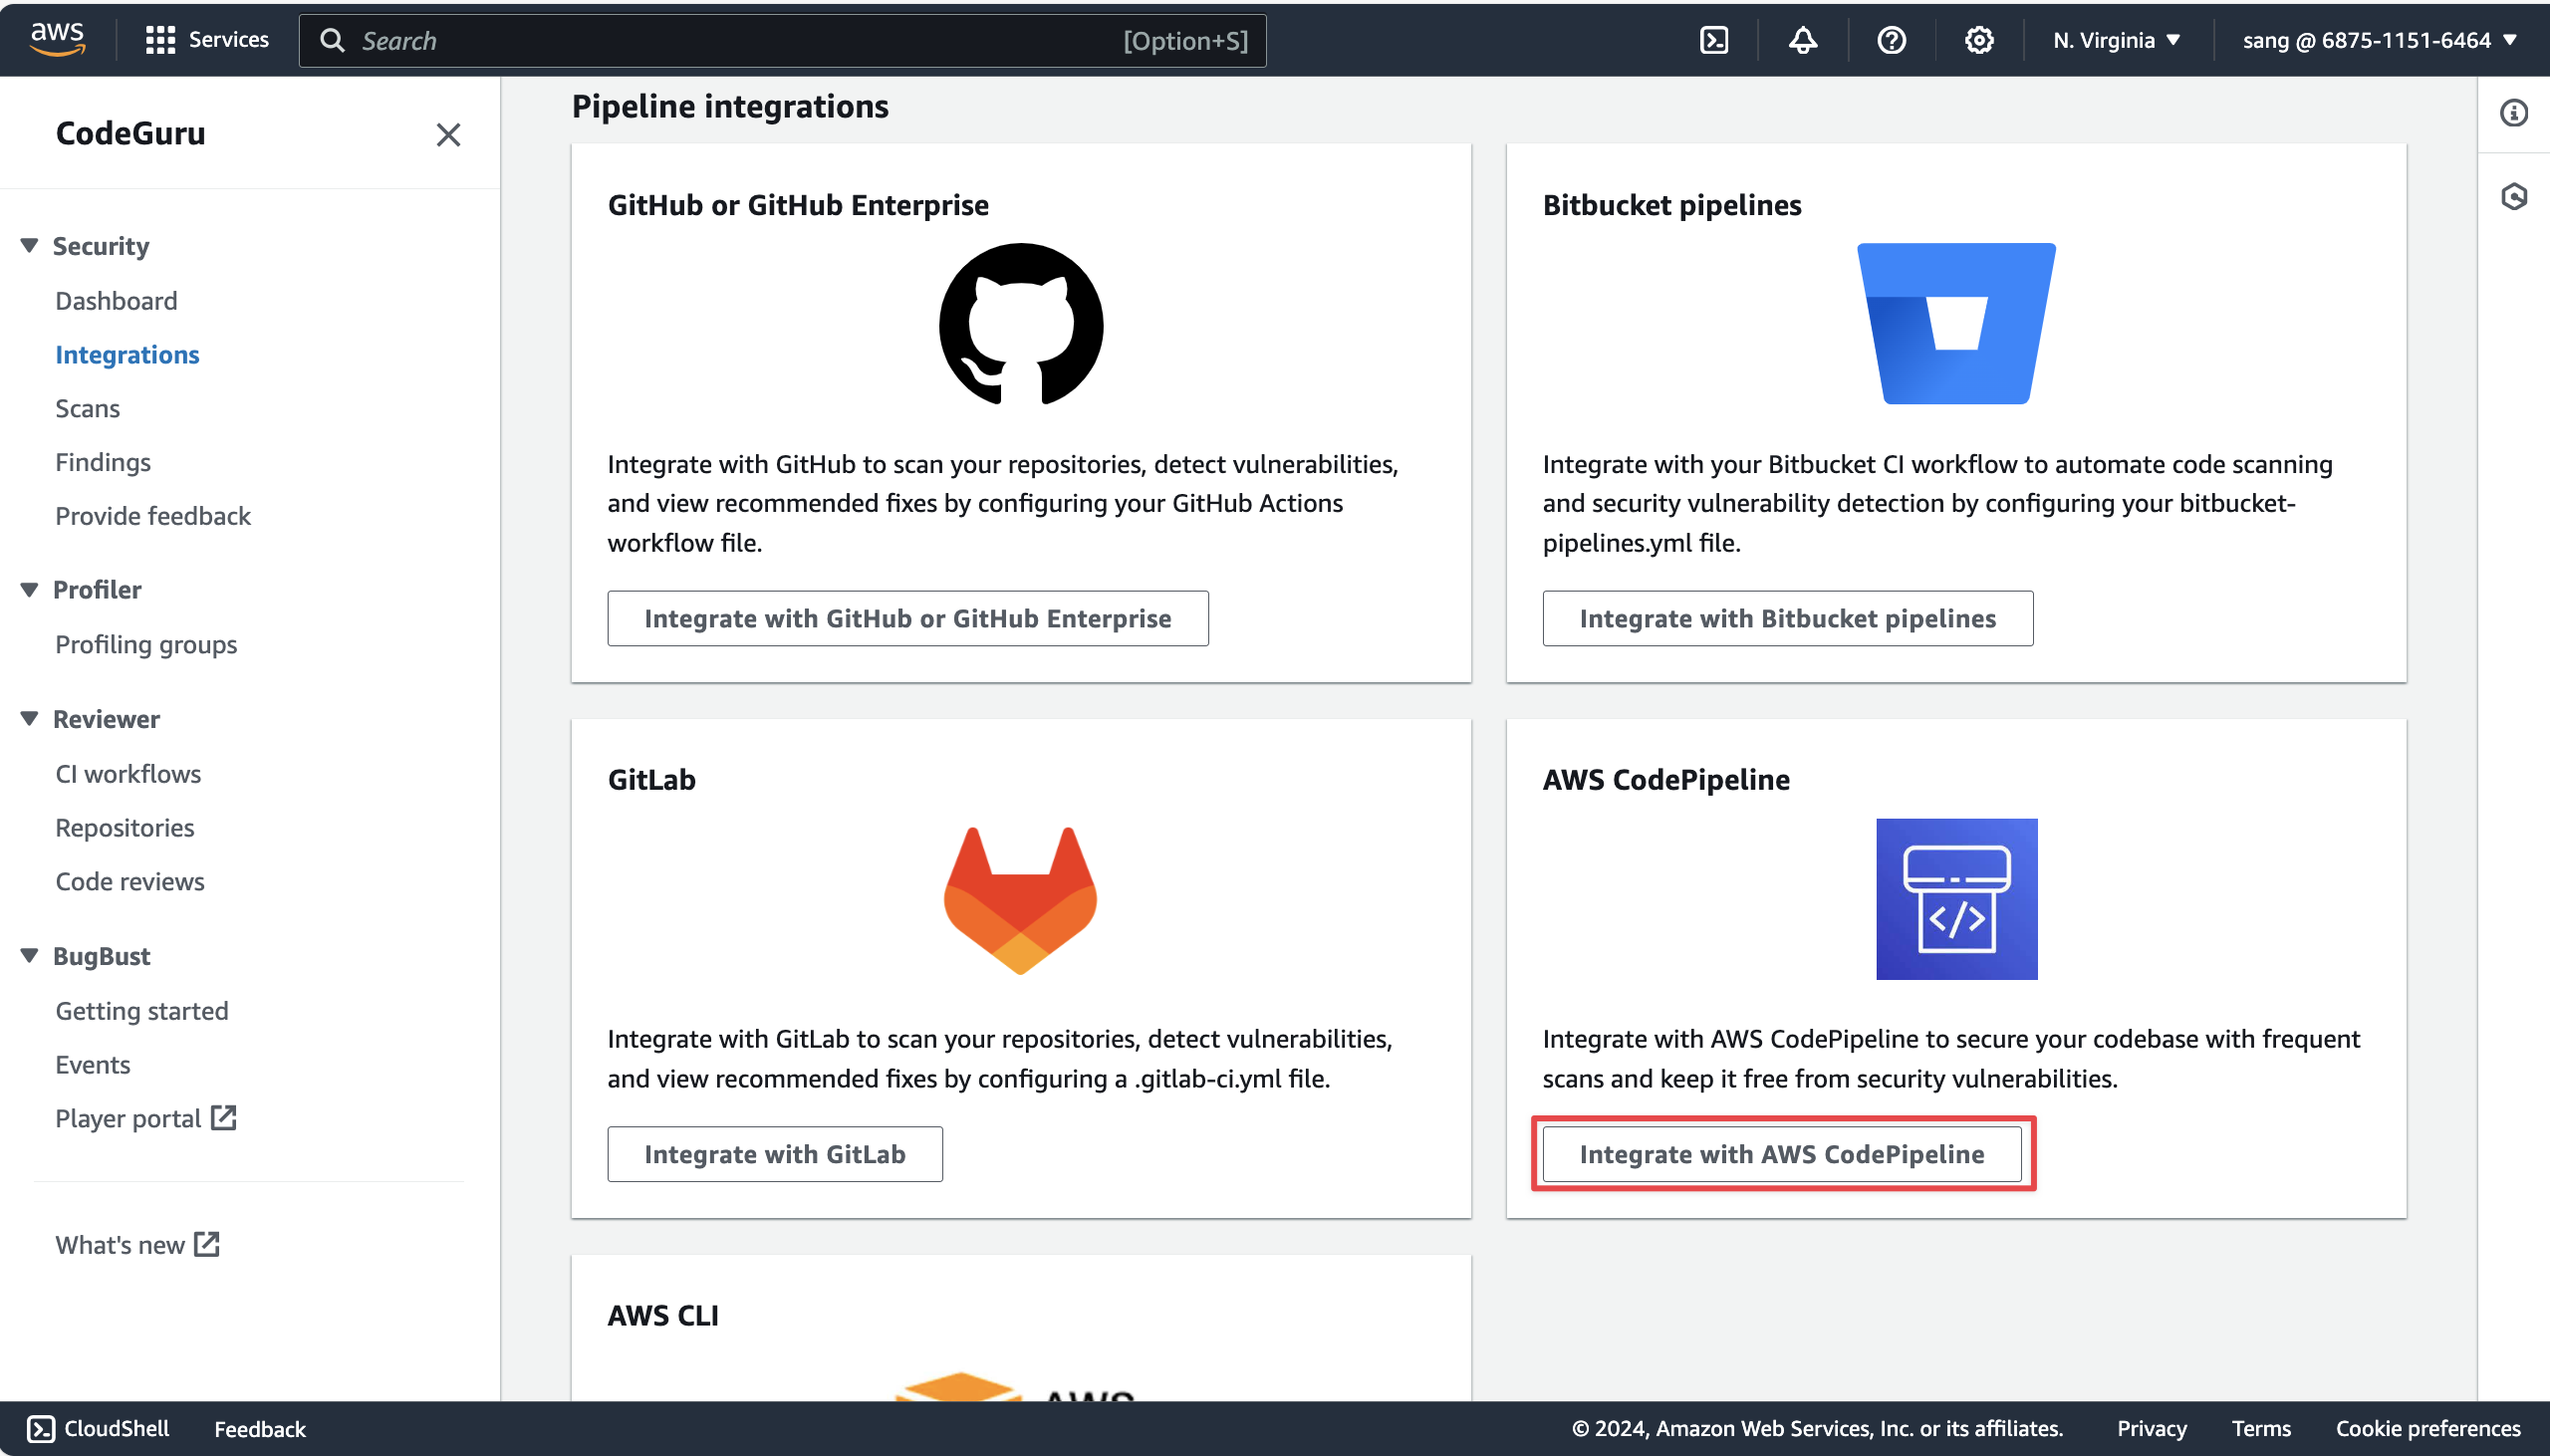 aws
Services
Search
[Option+S]
N. Virginia
sang @ 6875-1151-6464
CodeGuru
Security
Dashboard
Integrations
Scans
Findings
Provide feedback
Profiler
Profiling groups
Reviewer
CI workflows
Repositories
Code reviews
BugBust
Getting started
Events
Player portal
What's new
Pipeline integrations
GitHub or GitHub Enterprise
Integrate with GitHub to scan your repositories, detect vulnerabilities,
and view recommended fixes by configuring your GitHub Actions
workflow file.
Integrate with GitHub or GitHub Enterprise
Bitbucket pipelines
Integrate with your Bitbucket CI workflow to automate code scanning
and security vulnerability detection by configuring your bitbucket-
pipelines.yml file.
Integrate with Bitbucket pipelines
GitLab
Integrate with GitLab to scan your repositories, detect vulnerabilities,
and view recommended fixes by configuring a .gitlab-ci.yml file.
Integrate with GitLab
AWS CodePipeline
</>
Integrate with AWS CodePipeline to secure your codebase with frequent
scans and keep it free from security vulnerabilities.
Integrate with AWS CodePipeline
AWS CLI
AWS
CloudShell
Feedback
© 2024, Amazon Web Services, Inc. or its affiliates.
Privacy
Terms
Cookie preferences